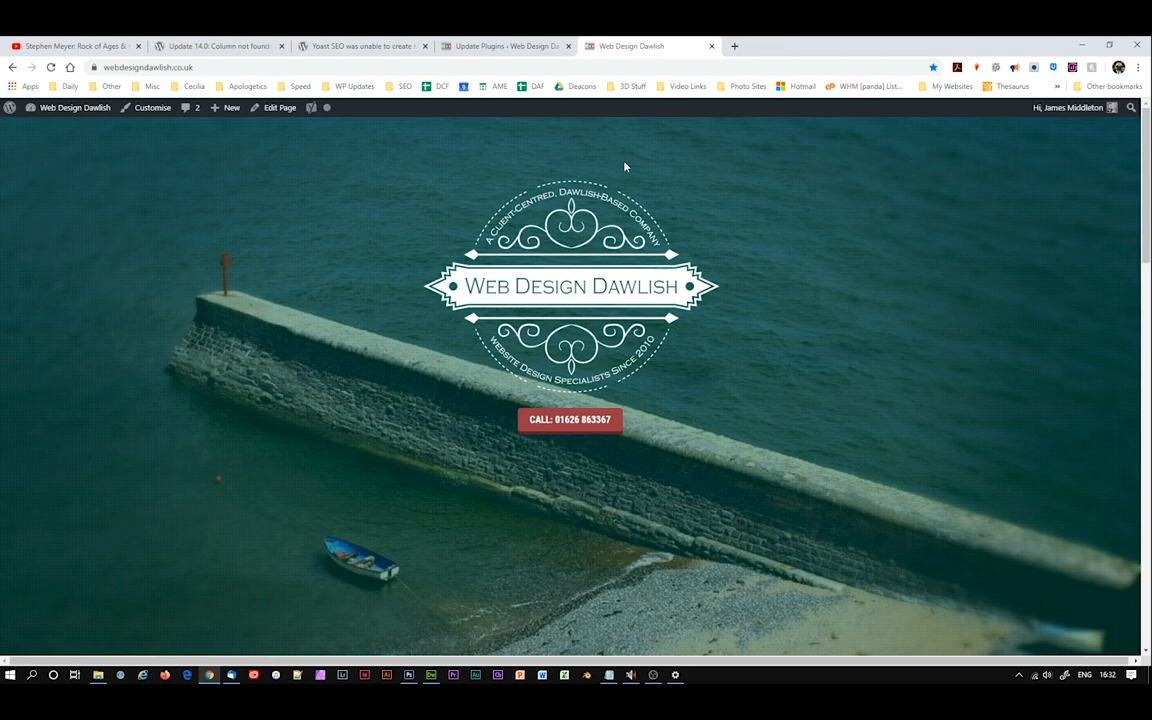 Stephen Meyer: Rock of Ages &
Update 14.0: Column not found
Yoast SEO was unable to create t
Update Plugins ‹ Web Design Da
Web Design Dawlish
webdesigndawlish.co.uk
Apps Daily Other Misc Cecilia Apologetics Speed WP Updates SEO DCF AME DAF Deacons 3D Stuff Video Links Photo Sites Hotmail WHM [panda] List... My Websites Thesaurus » Other bookmarks
Web Design Dawlish Customise 2 New Edit Page Hi, James Middleton
A Client-Centred, Dawlish-Based Company
Web Design Dawlish
Website Design Specialists Since 2010
CALL: 01626 863367
ENG 16:32